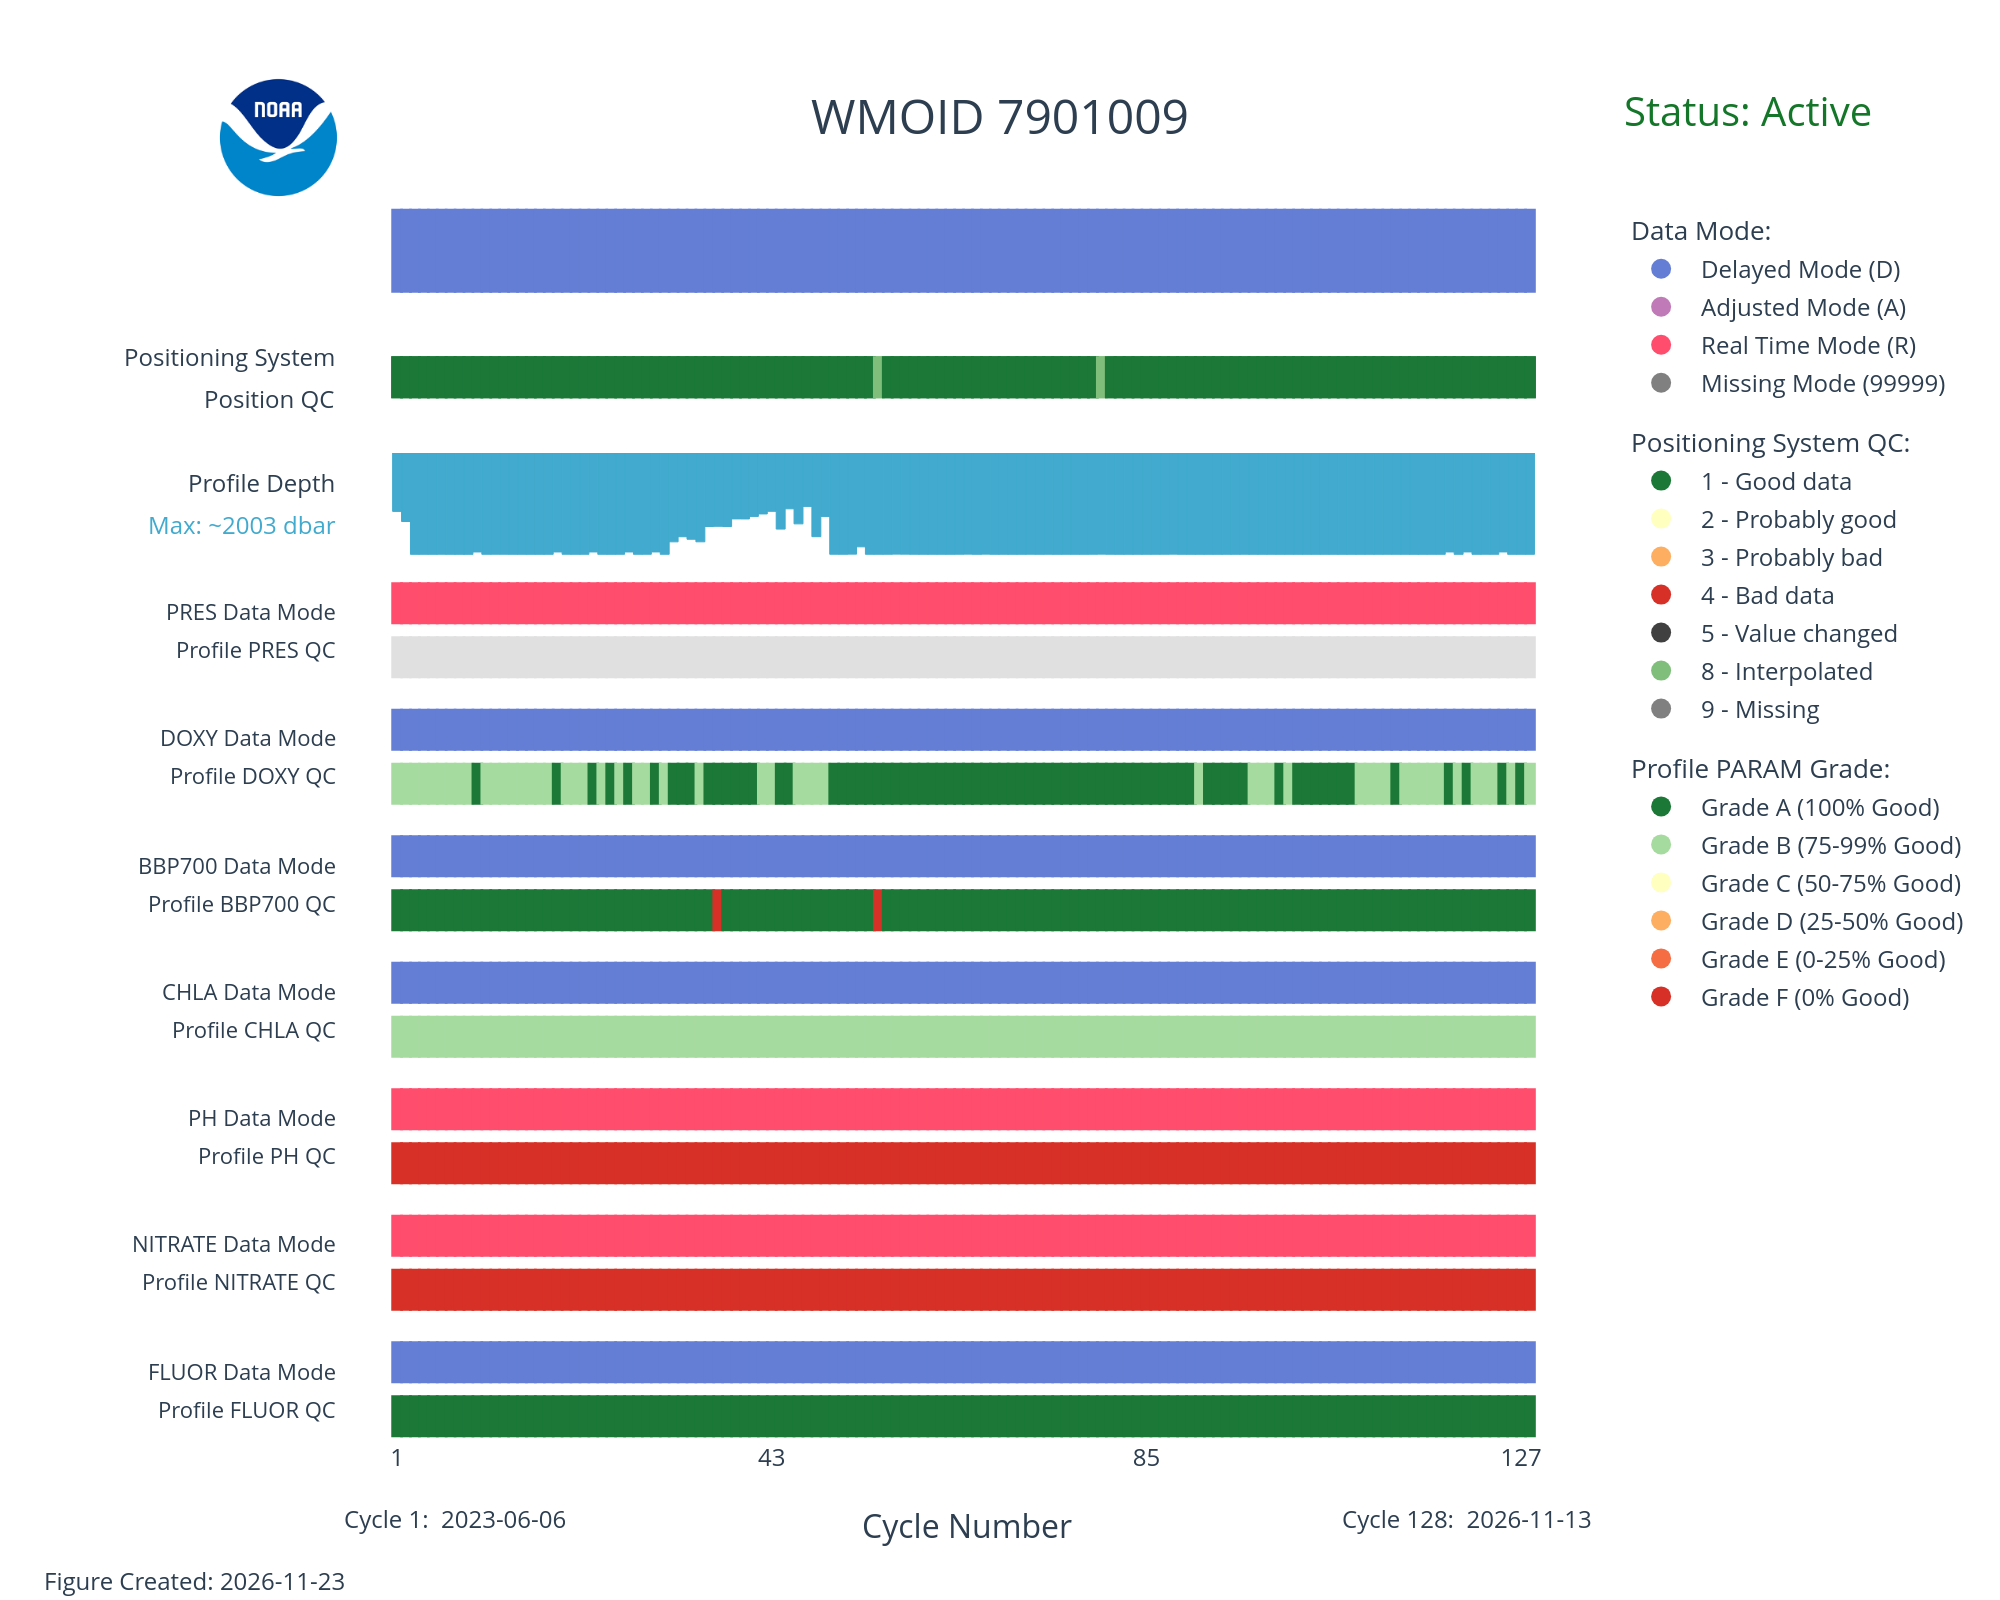 NOAA
WMOID 7901009
Status: Active
Data Mode:
Delayed Mode (D)
Adjusted Mode (A)
Real Time Mode (R)
Missing Mode (99999)
Positioning System QC:
1 - Good data
2 - Probably good
3 - Probably bad
4 - Bad data
5 - Value changed
8 - Interpolated
9 - Missing
Profile PARAM Grade:
Grade A (100% Good)
Grade B (75-99% Good)
Grade C (50-75% Good)
Grade D (25-50% Good)
Grade E (0-25% Good)
Grade F (0% Good)
Positioning System
Position QC
Profile Depth
Max: ~2003 dbar
PRES Data Mode
Profile PRES QC
DOXY Data Mode
Profile DOXY QC
BBP700 Data Mode
Profile BBP700 QC
CHLA Data Mode
Profile CHLA QC
PH Data Mode
Profile PH QC
NITRATE Data Mode
Profile NITRATE QC
FLUOR Data Mode
Profile FLUOR QC
1 43 85 127
Cycle 1: 2023-06-06
Cycle Number
Cycle 128: 2026-11-13
Figure Created: 2026-11-23